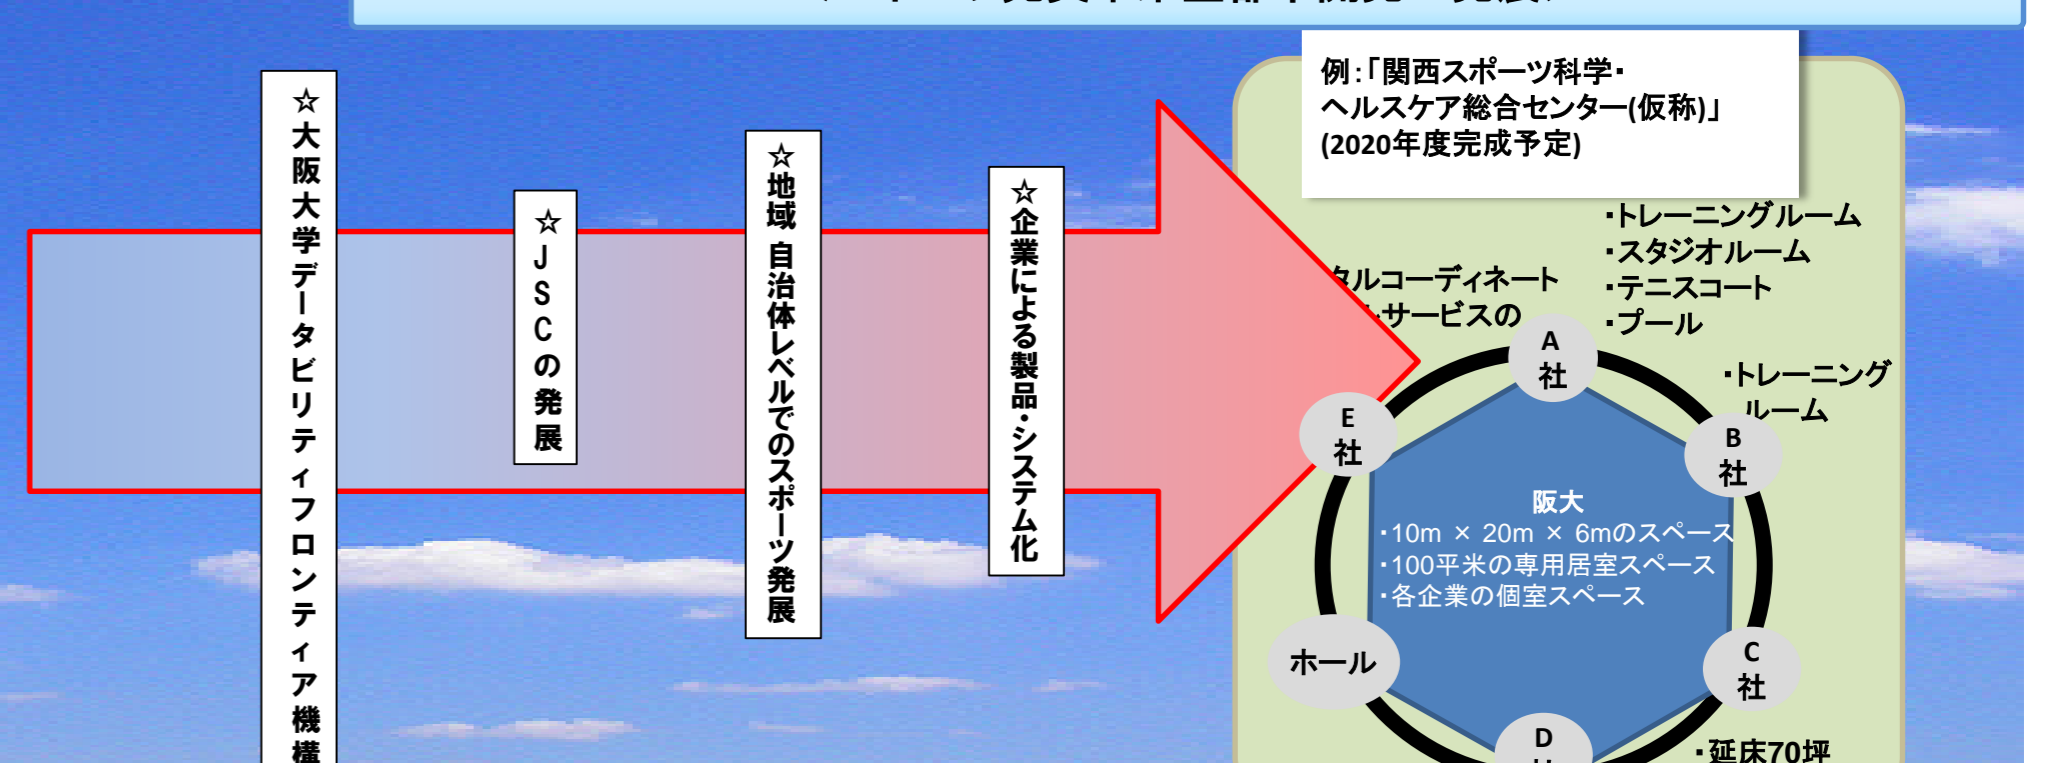 例:「関西スポーツ科学・
ヘルスケア総合センター(仮称)」
(2020年度完成予定)
☆大阪大学データビリティフロンティア機構
☆JSCの発展
☆地域 自治体レベルでのスポーツ発展
☆企業による製品・システム化
・トレーニングルーム
・スタジオルーム
・テニスコート
・プール
タルコーディネート
サービスの
A
社
・トレーニング
ルーム
E
社
B
社
阪大
・10m × 20m × 6mのスペース
・100平米の専用居室スペース
・各企業の個室スペース
ホール
C
社
D
・延床70坪